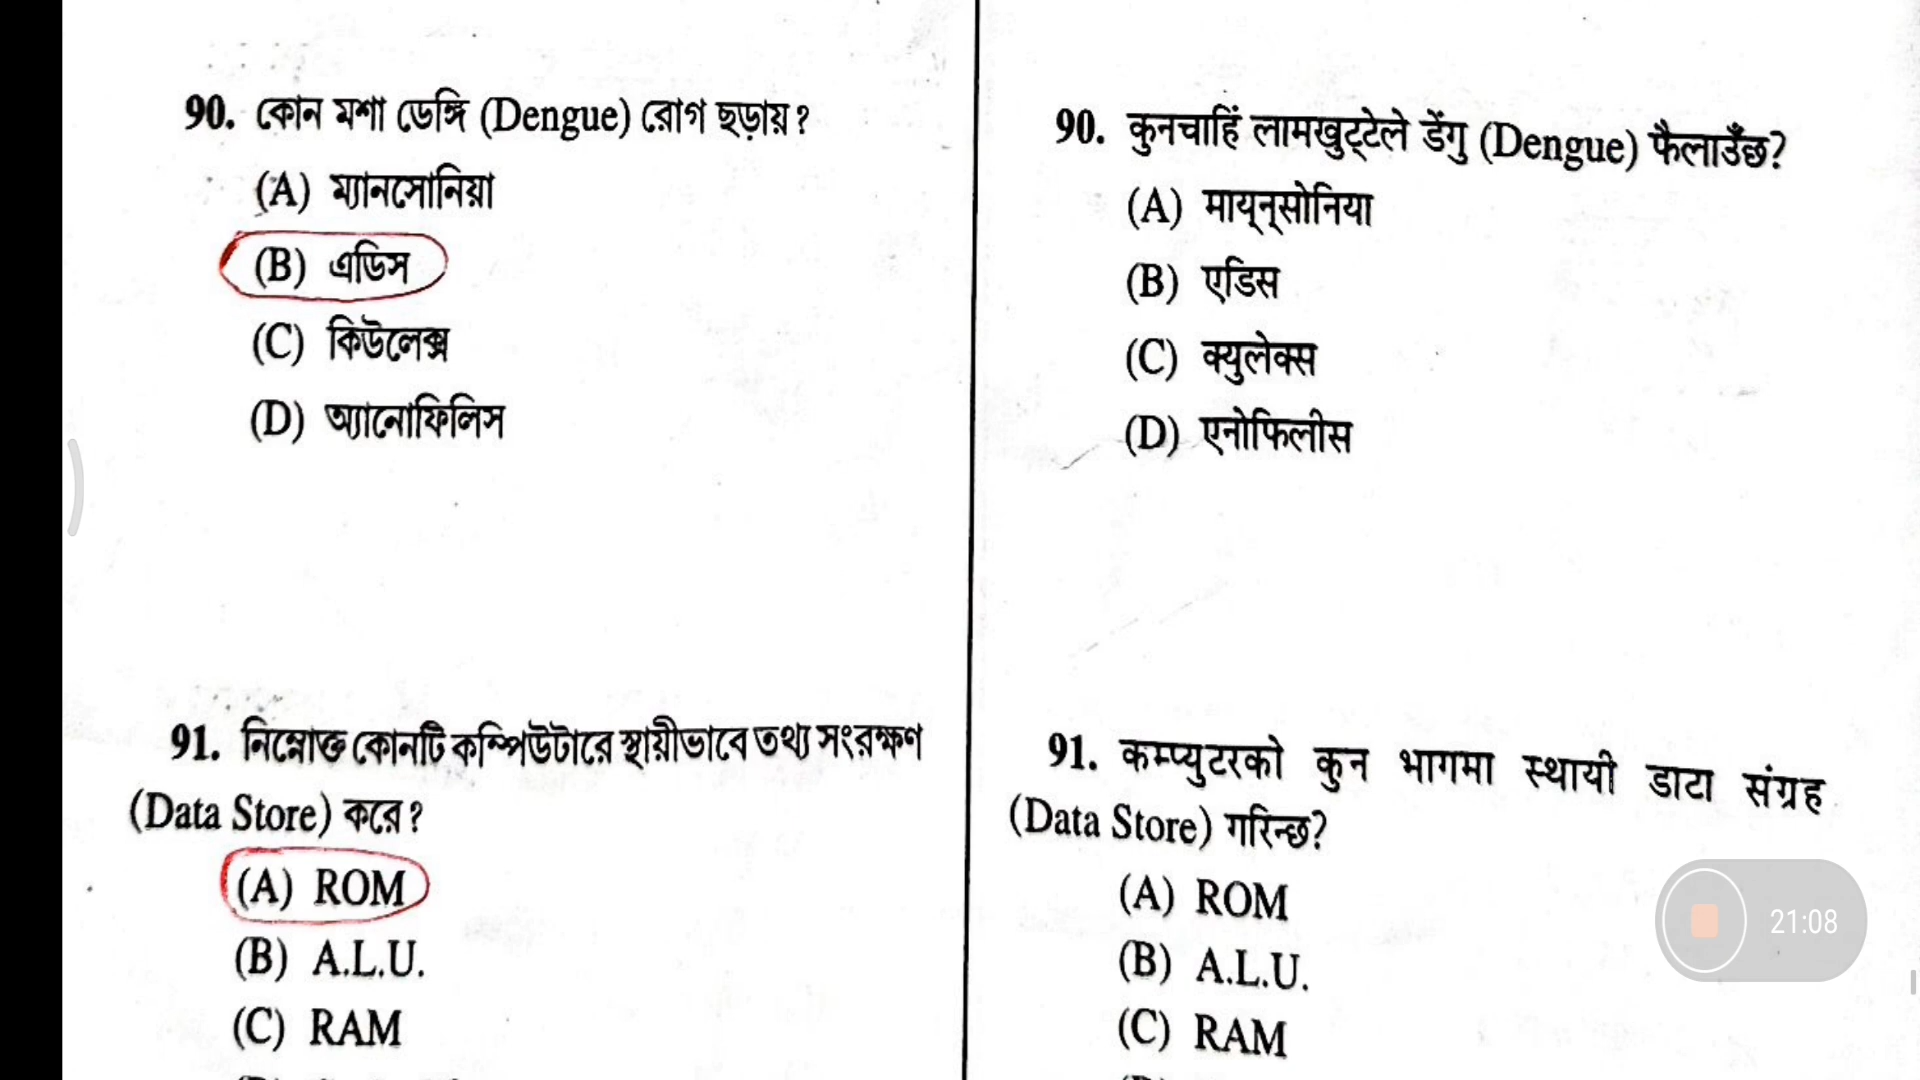 90. কোন মশা ডেঙ্গি (Dengue) রোগ ছড়ায় ?
(A) ম্যানসোনিয়া
(B) এডিস
(C) কিউলেক্স
(D) অ্যানোফিলিস
91. নিম্নোক্ত কোনটি কম্পিউটারে স্থায়ীভাবে তথ্য সংরক্ষণ
(Data Store) করে ?
(A) ROM
(B) A.L.U.
(C) RAM
90. कुनचाहिं लामखुट्टेले डेंगु (Dengue) फैलाउँछ?
(A) मायून्सोनिया
(B) एडिस
(C) क्युलेक्स
(D) एनोफिलीस
91. कम्प्युटरको कुन भागमा स्थायी डाटा संग्रह
(Data Store) गरिन्छ?
(A) ROM
(B) A.L.U.
(C) RAM
21:08